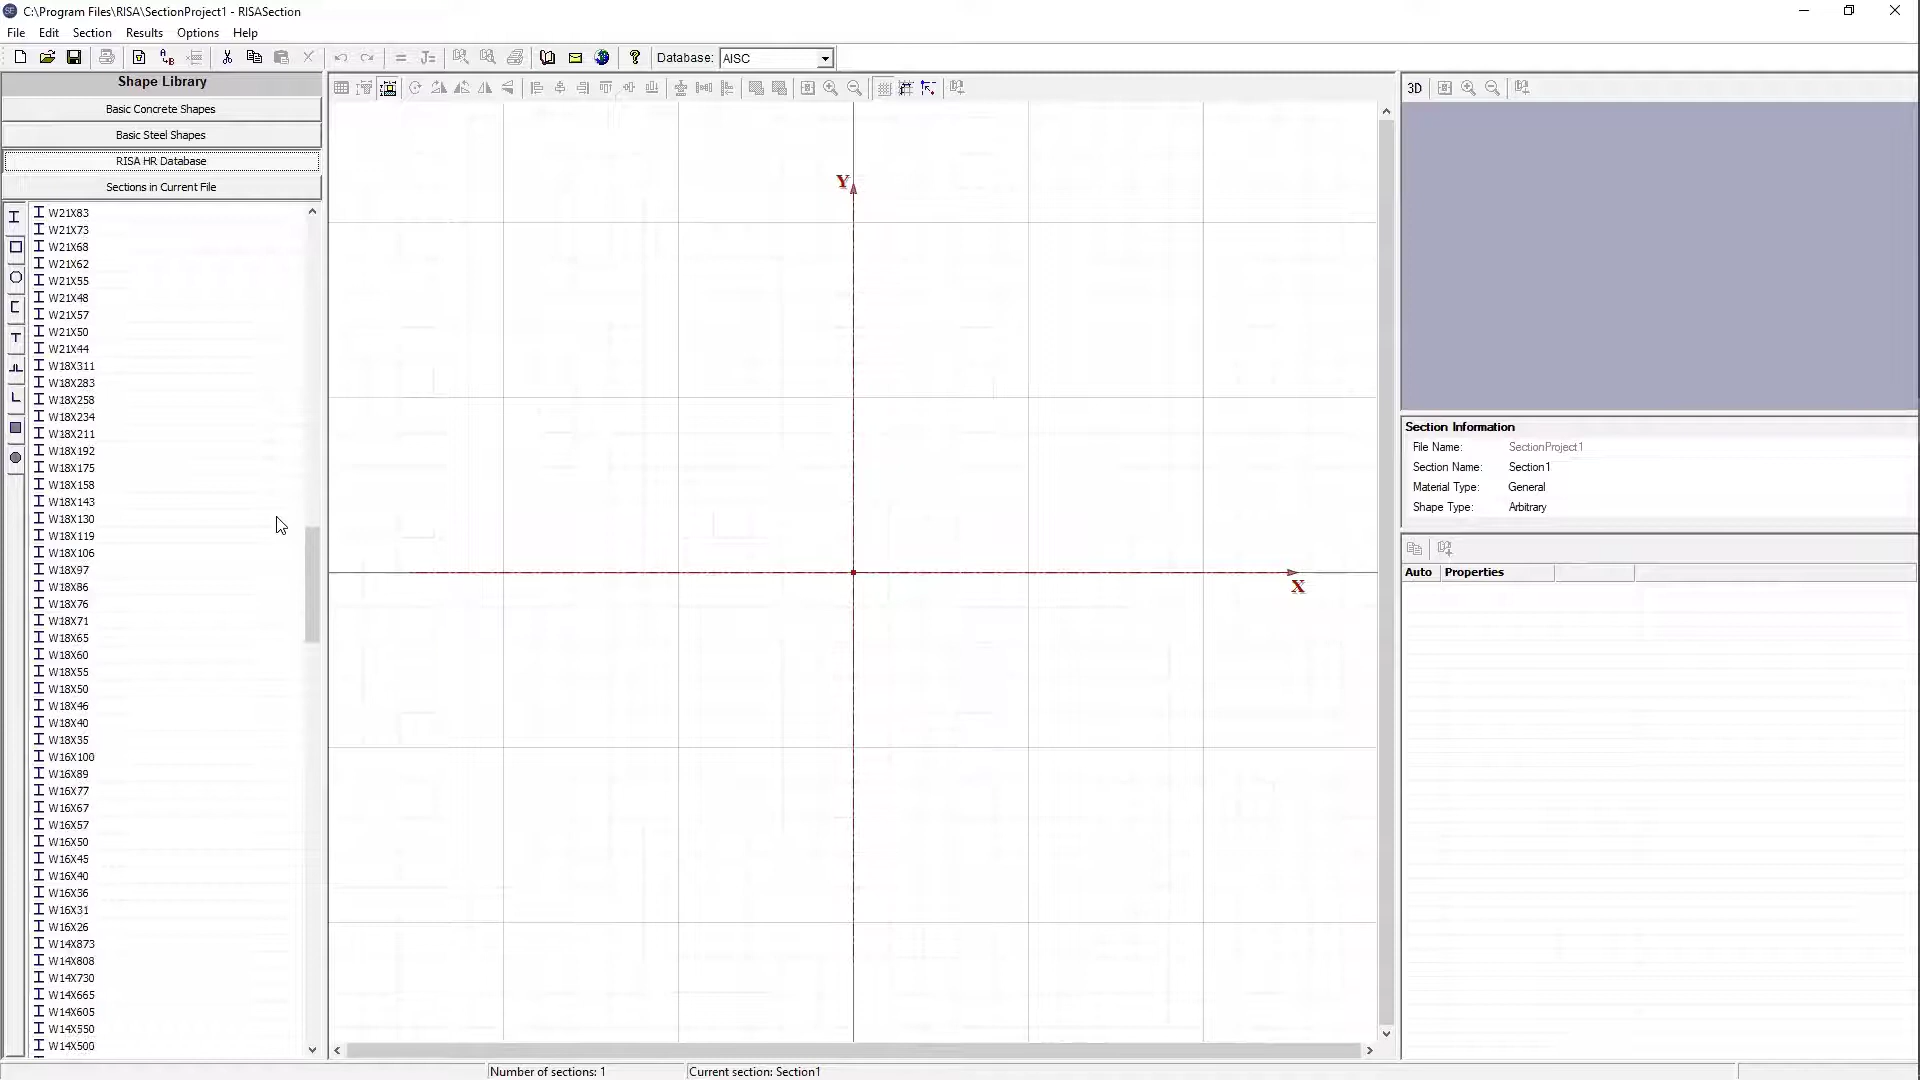 C:\Program Files\RISA\SectionProject1 - RISASection
File Edit Section Results Options Help
Database: AISC
Shape Library
Basic Concrete Shapes
Basic Steel Shapes
RISA HR Database
Sections in Current File
W21X83
W21X73
W21X68
W21X62
W21X55
W21X48
W21X57
W21X50
W21X44
W18X311
W18X283
W18X258
W18X234
W18X211
W18X192
W18X175
W18X158
W18X143
W18X130
W18X119
W18X106
W18X97
W18X86
W18X76
W18X71
W18X65
W18X60
W18X55
W18X50
W18X46
W18X40
W18X35
W16X100
W16X89
W16X77
W16X67
W16X57
W16X50
W16X45
W16X40
W16X36
W16X31
W16X26
W14X873
W14X808
W14X730
W14X665
W14X605
W14X550
W14X500
Y
X
3D
Section Information
File Name: SectionProject1
Section Name: Section1
Material Type: General
Shape Type: Arbitrary
Auto Properties
Number of sections: 1
Current section: Section1